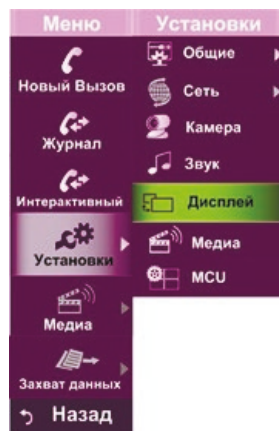 Меню
Новый Вызов
Журнал
Интерактивный
Установки
Медиа
Захват данных
Назад
Установки
Общие
Сеть
Камера
Звук
Дисплей
Медиа
MCU